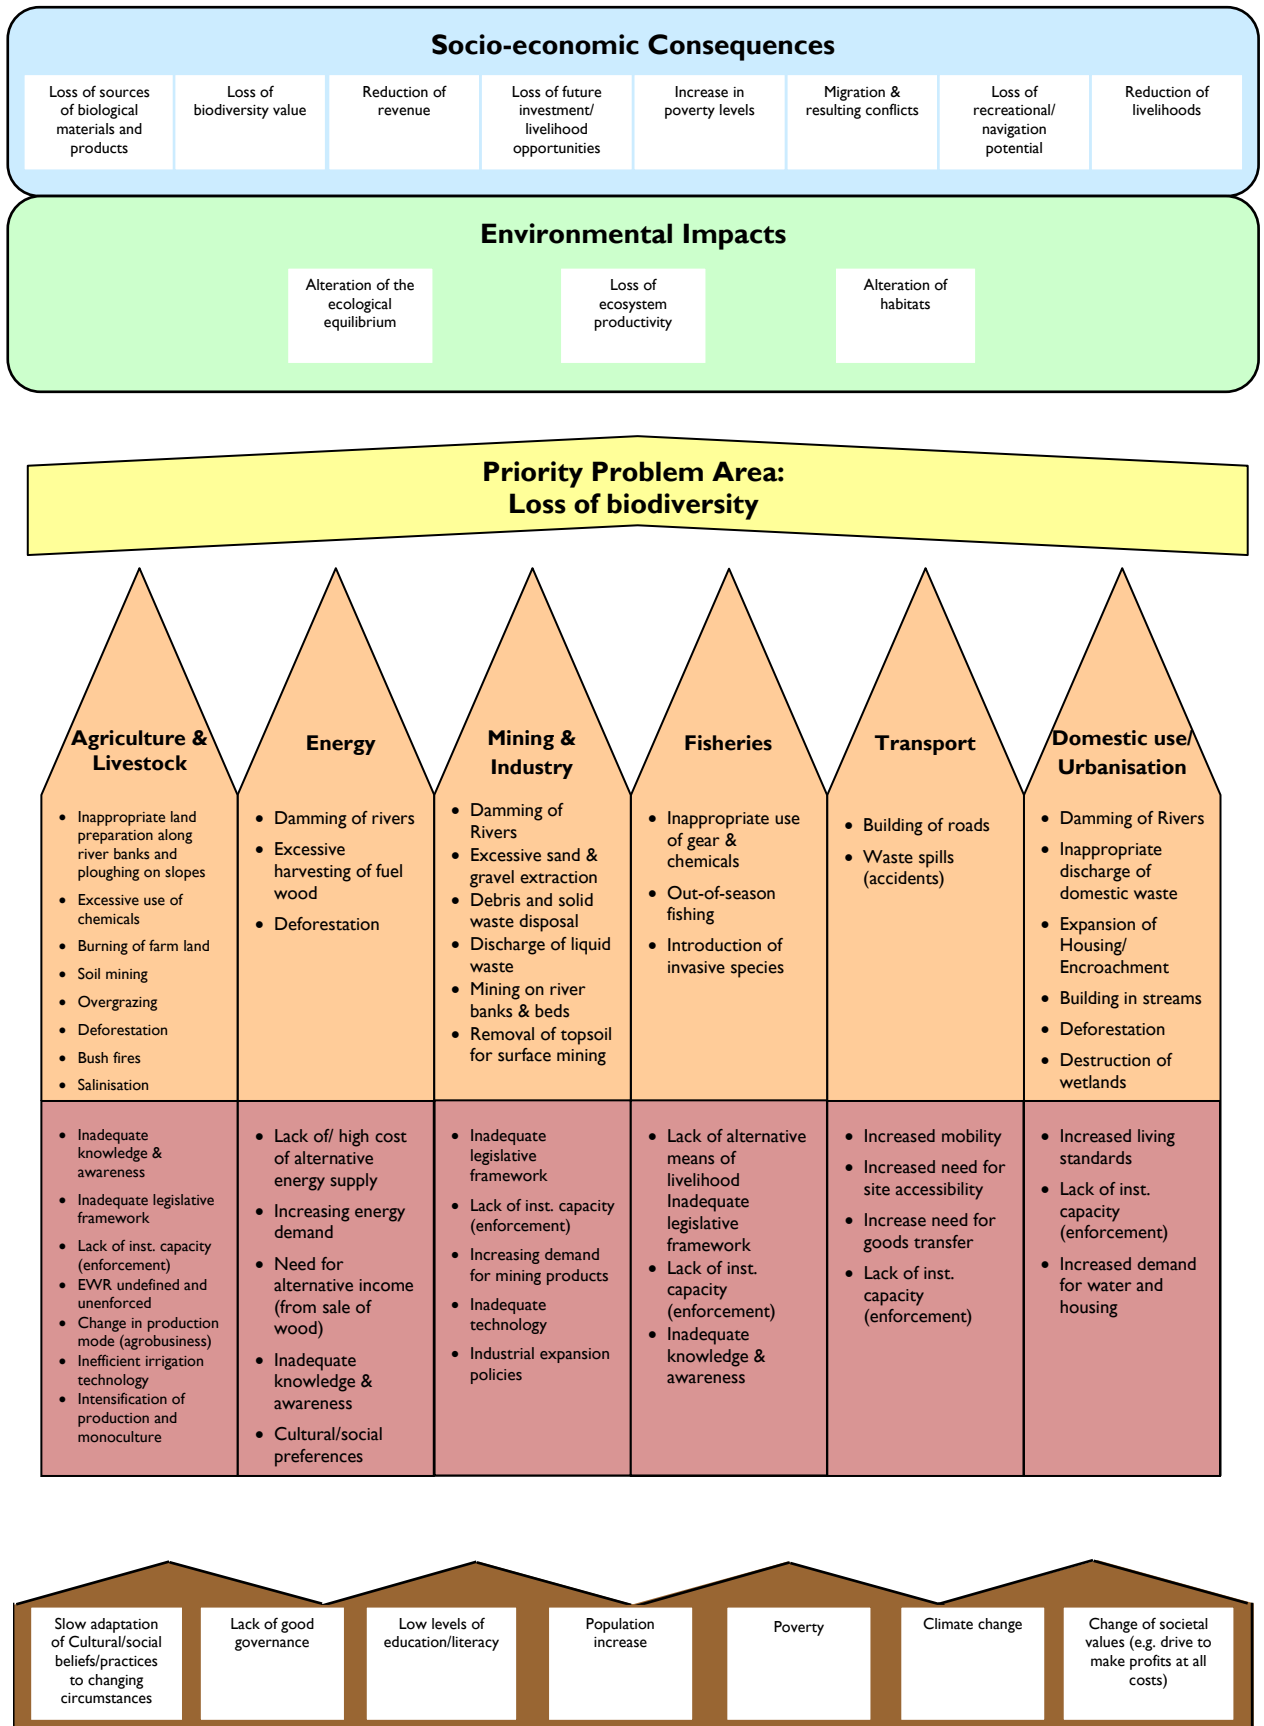 Socio-economic Consequences
Loss of sources
of biological
materials and
products
Loss of
biodiversity value
Reduction of
revenue
Loss of future
investment/
livelihood
opportunities
Increase in
poverty levels
Migration &
resulting conflicts
Loss of
recreational/
navigation
potential
Reduction of
livelihoods
Environmental Impacts
Alteration of the
ecological
equilibrium
Loss of
ecosystem
productivity
Alteration of
habitats
Priority Problem Area:
Loss of biodiversity
Agriculture &
Livestock
• Inappropriate land
preparation along
river banks and
ploughing on slopes
• Excessive use of
chemicals
• Burning of farm land
• Soil mining
• Overgrazing
• Deforestation
• Bush fires
• Salinisation
• Inadequate
knowledge &
awareness
• Inadequate legislative
framework
• Lack of inst. capacity
(enforcement)
• EWR undefined and
unenforced
• Change in production
mode (agrobusiness)
• Inefficient irrigation
technology
• Intensification of
production and
monoculture
Energy
• Damming of rivers
• Excessive
harvesting of fuel
wood
• Deforestation
• Lack of/ high cost
of alternative
energy supply
• Increasing energy
demand
• Need for
alternative income
(from sale of
wood)
• Inadequate
knowledge &
awareness
• Cultural/social
preferences
Mining &
Industry
• Damming of
Rivers
• Excessive sand &
gravel extraction
• Debris and solid
waste disposal
• Discharge of liquid
waste
• Mining on river
banks & beds
• Removal of topsoil
for surface mining
• Inadequate
legislative
framework
• Lack of inst. capacity
(enforcement)
• Increasing demand
for mining products
• Inadequate
technology
• Industrial expansion
policies
Fisheries
• Inappropriate use
of gear &
chemicals
• Out-of-season
fishing
• Introduction of
invasive species
• Lack of alternative
means of
livelihood
Inadequate
legislative
framework
• Lack of inst.
capacity
(enforcement)
• Inadequate
knowledge &
awareness
Transport
• Building of roads
• Waste spills
(accidents)
• Increased mobility
• Increased need for
site accessibility
• Increase need for
goods transfer
• Lack of inst.
capacity
(enforcement)
Domestic use/
Urbanisation
• Damming of Rivers
• Inappropriate
discharge of
domestic waste
• Expansion of
Housing/
Encroachment
• Building in streams
• Deforestation
• Destruction of
wetlands
• Increased living
standards
• Lack of inst.
capacity
(enforcement)
• Increased demand
for water and
housing
Slow adaptation
of Cultural/social
beliefs/practices
to changing
circumstances
Lack of good
governance
Low levels of
education/literacy
Population
increase
Poverty
Climate change
Change of societal
values (e.g. drive to
make profits at all
costs)